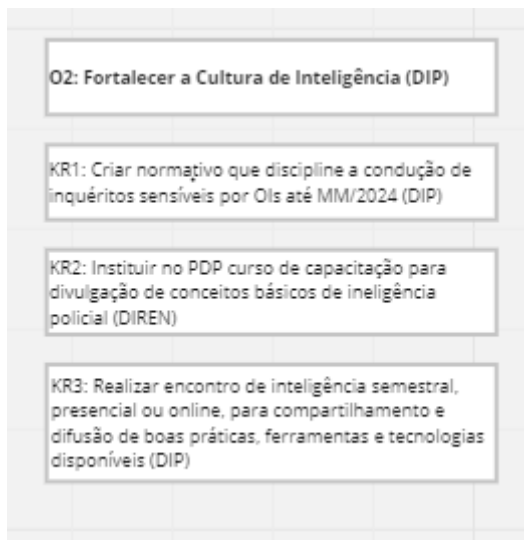 O2: Fortalecer a Cultura de Inteligência (DIP)
KR1: Criar normativo que discipline a condução de
inquéritos sensíveis por OIs até MM/2024 (DIP)
KR2: Instituir no PDP curso de capacitação para
divulgação de conceitos básicos de ineligência
policial (DIREN)
KR3: Realizar encontro de inteligência semestral,
presencial ou online, para compartilhamento e
difusão de boas práticas, ferramentas e tecnologias
disponíveis (DIP)